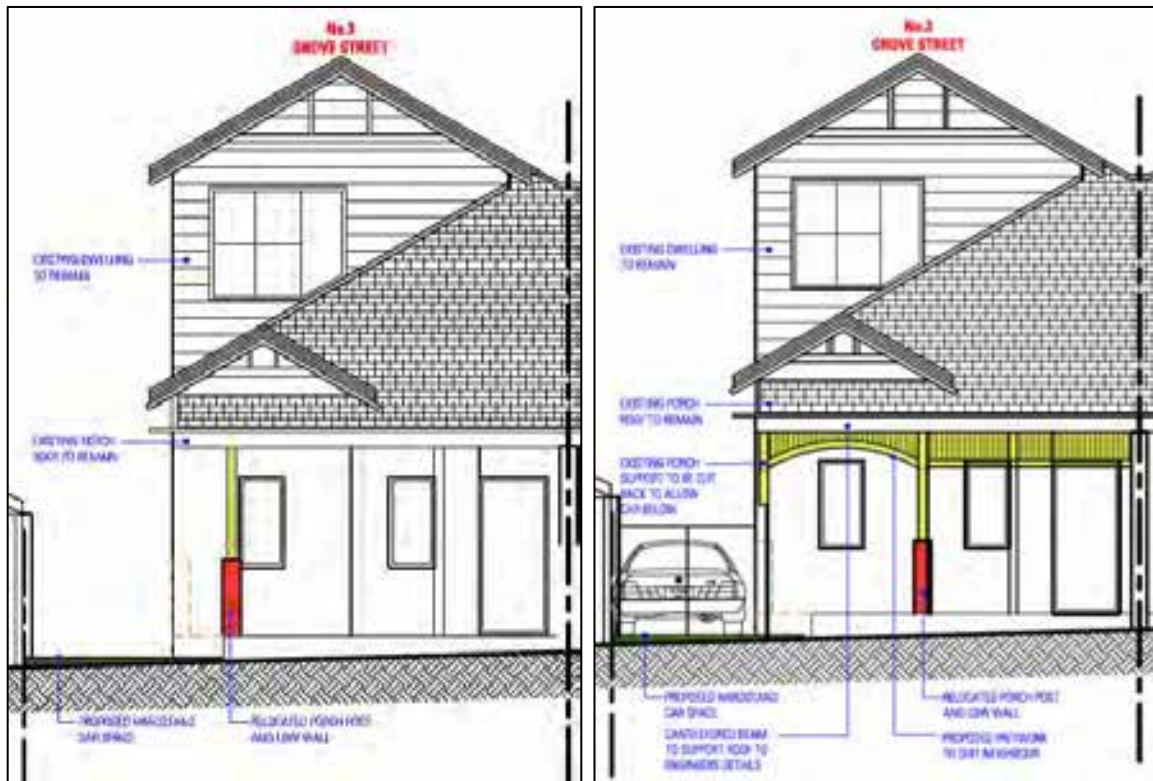 No.3
GROVE STREET
EXISTING DWELLING
TO REMAIN
EXISTING PORCH
ROOF TO REMAIN
PROPOSED HARDSTAND
CAR SPACE
RELOCATED PORCH POST
AND LOW WALL
No.3
GROVE STREET
EXISTING DWELLING
TO REMAIN
EXISTING PORCH
ROOF TO REMAIN
EXISTING PORCH
SUPPORT TO BE CUT
BACK TO ALLOW
CAR BELOW
PROPOSED HARDSTAND
CAR SPACE
CANTILEVERED BEAM
TO SUPPORT ROOF TO
ENGINEERS DETAILS
RELOCATED PORCH POST
AND LOW WALL
PROPOSED FRETWORK
TO SUIT NEIGHBOUR